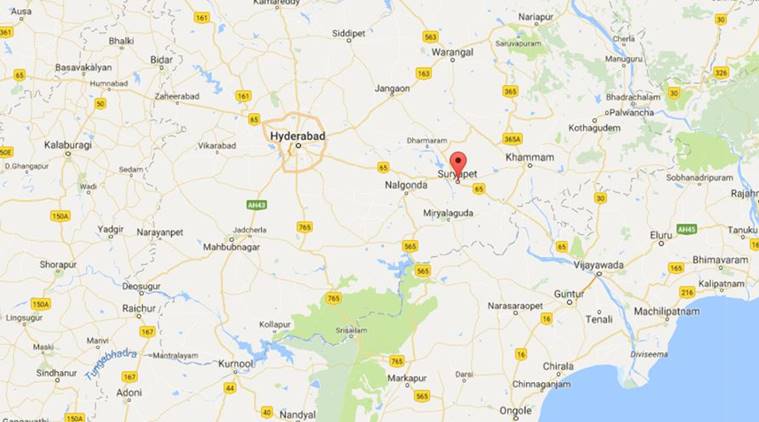 Ausa
161
Kamareddy
Nariapur
361
Bhalki
Siddipet
563
Saruvapuram
Cherla
30
Bidar
Warangal
Manuguru
Basavakalyan
65
Humnabad
163
326
Zaheerabad
161
Jangaon
365
30
50
Bhadrachalam
Palwancha
65
Hyderabad
Kothagudem
Kalaburagi
Vikarabad
Dharmaram
365A
50E
Khammam
D.Ghangapur
Sedam
65
Suryapet
Sobhanadripuram
Wadi
Nalgonda
65
30
Rajahm
150A
AH43
Miryalaguda
Yadgir
Narayanpet
Jadcherla
765
AH45
Tanuku
Mahbubnagar
565
65
Eluru
Shorapur
565
Vijayawada
165
Bhimavaram
Deosugur
765
Guntur
216
Kalipatnam
150A
Raichur
Narasaraopet
Lingsugur
167
Kollapur
Srisailam
16
Tenali
Machilipatnam
Maski
Manvi
Mantralayam
Tungabhadra
Kurnool
765
16
Diviseema
Sindhanur
167
44
Markapur
Darsi
Chirala
Adoni
565
Chinnaganjam
150A
40
Nandyal
Ongole